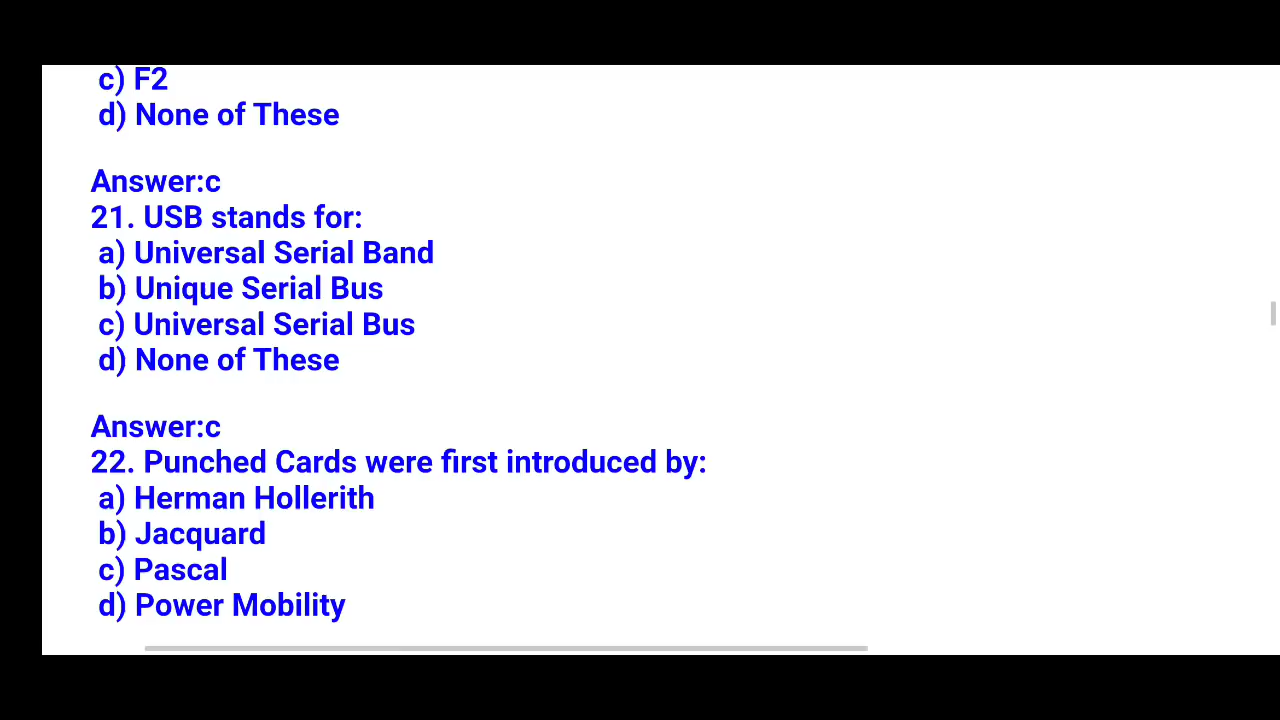 c) F2
d) None of These
Answer:c
21. USB stands for:
a) Universal Serial Band
b) Unique Serial Bus
c) Universal Serial Bus
d) None of These
Answer:c
22. Punched Cards were first introduced by:
a) Herman Hollerith
b) Jacquard
c) Pascal
d) Power Mobility